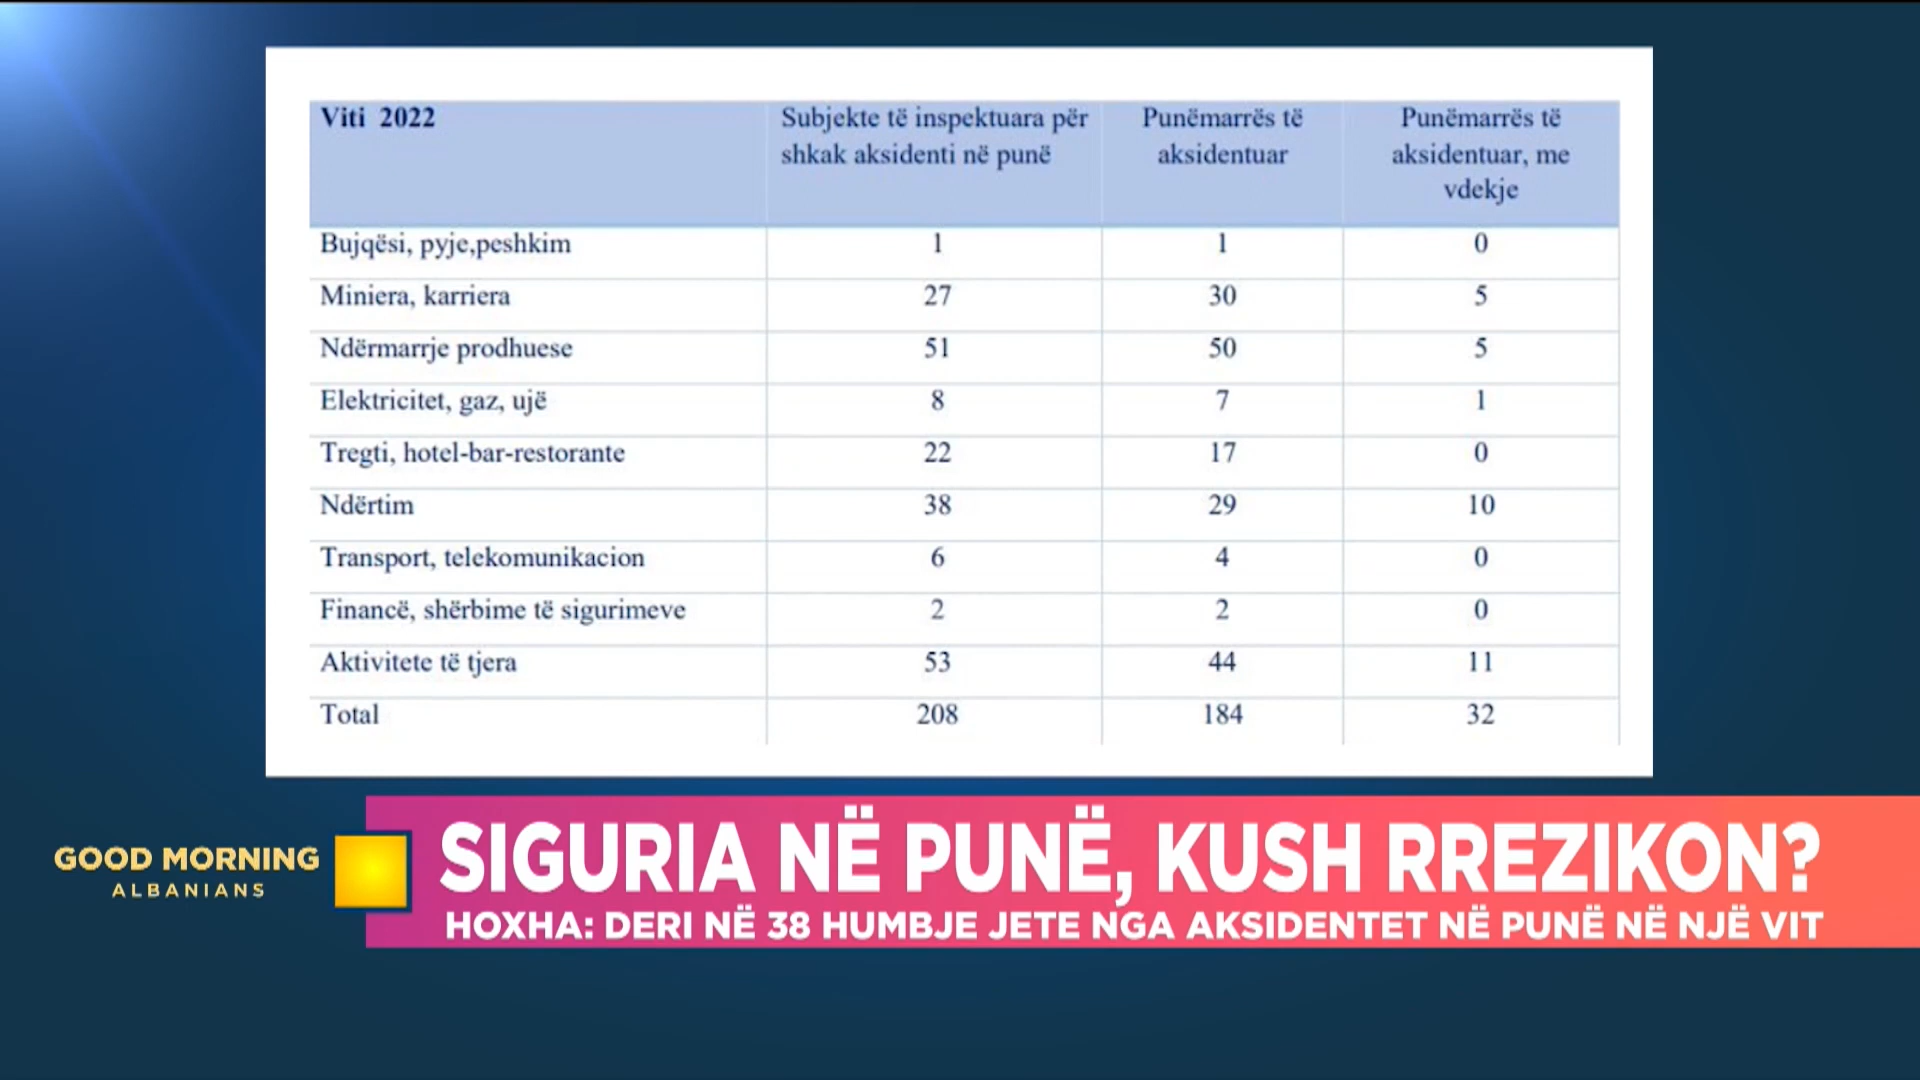 Viti 2022 Subjekte të inspektuara për shkak aksidenti në punë Punëmarrës të aksidentuar Punëmarrës të aksidentuar, me vdekje
Bujqësi, pyje,peshkim 1 1 0
Miniera, karriera 27 30 5
Ndërmarrje prodhuese 51 50 5
Elektricitet, gaz, ujë 8 7 1
Tregti, hotel-bar-restorante 22 17 0
Ndërtim 38 29 10
Transport, telekomunikacion 6 4 0
Financë, shërbime të sigurimeve 2 2 0
Aktivitete të tjera 53 44 11
Total 208 184 32
GOOD MORNING
ALBANIANS
SIGURIA NË PUNË, KUSH RREZIKON?
HOXHA: DERI NË 38 HUMBJE JETE NGA AKSIDENTET NË PUNË NË NJË VIT